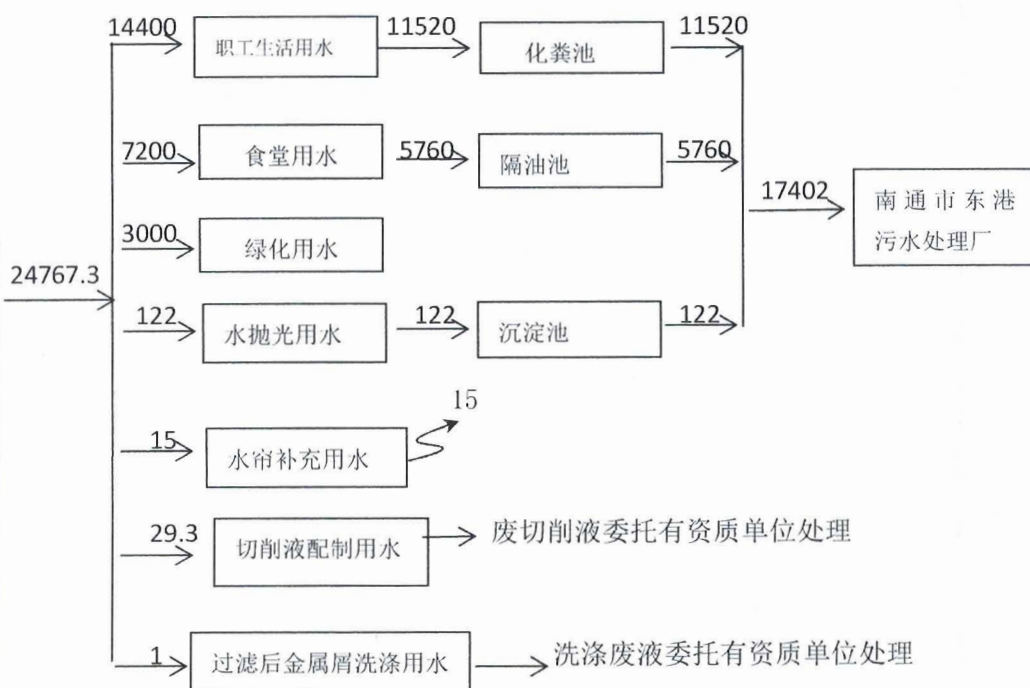 14400
职工生活用水
11520
化粪池
11520
7200
食堂用水
5760
隔油池
5760
17402
南通市东港
污水处理厂
3000
绿化用水
24767.3
122
水抛光用水
122
沉淀池
122
15
水帘补充用水
15
29.3
切削液配制用水
废切削液委托有资质单位处理
1
过滤后金属屑洗涤用水
洗涤废液委托有资质单位处理